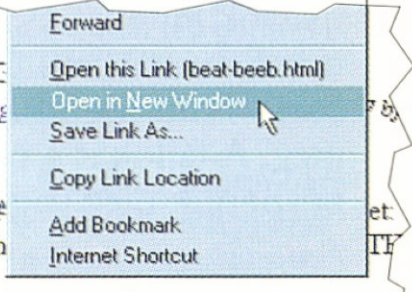 Forward
Open this Link (beat-beeb.html)
Open in New Window
Save Link As...
Copy Link Location
Add Bookmark
Internet Shortcut
et: